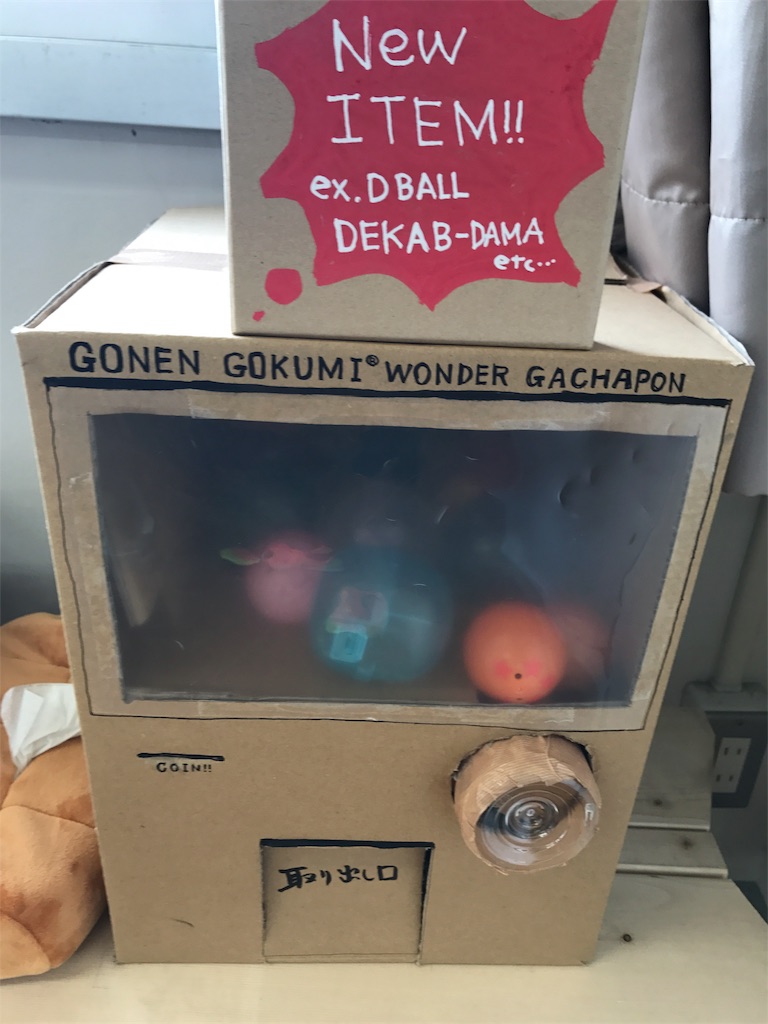 New
ITEM!!
ex. D BALL
DEKAB-DAMA
etc...
GONEN GOKUMI® WONDER GACHAPON
COIN!!
取り出し口